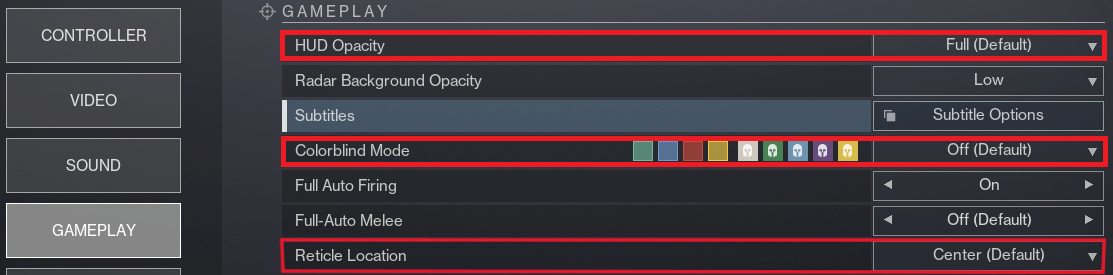 GAMEPLAY
CONTROLLER
VIDEO
SOUND
GAMEPLAY
HUD Opacity Full (Default)
Radar Background Opacity Low
Subtitles Subtitle Options
Colorblind Mode Off (Default)
Full Auto Firing On
Full-Auto Melee Off (Default)
Reticle Location Center (Default)